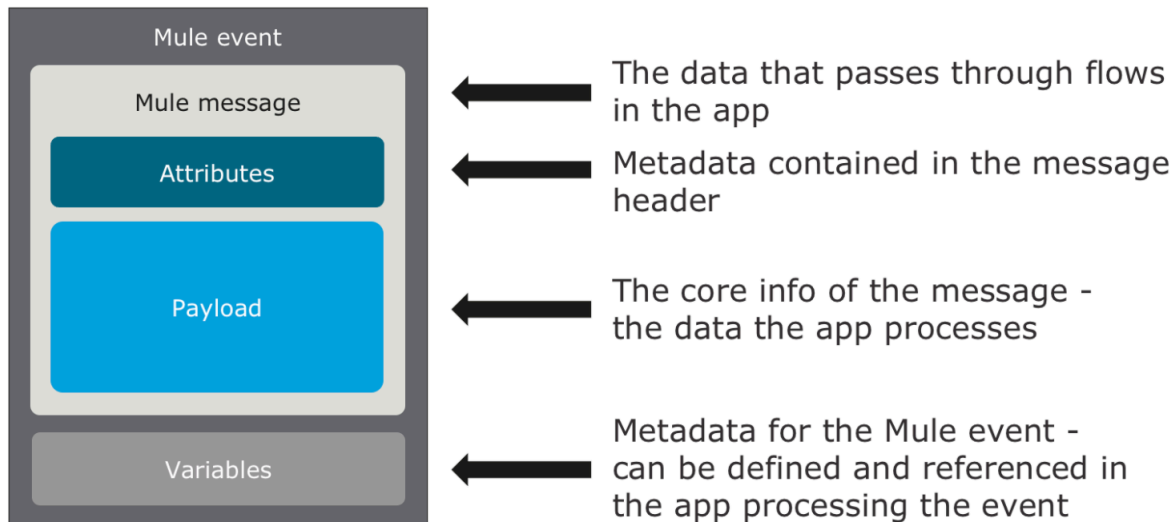 Mule event
Mule message
The data that passes through flows
in the app
Attributes
Metadata contained in the message
header
Payload
The core info of the message -
the data the app processes
Variables
Metadata for the Mule event -
can be defined and referenced in
the app processing the event